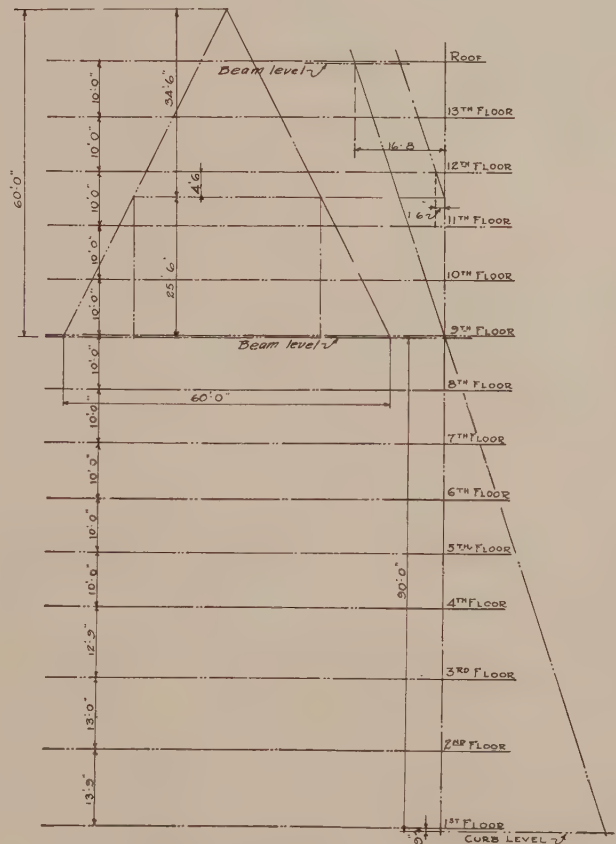 ROOF
Beam level
13TH FLOOR
12TH FLOOR
11TH FLOOR
10TH FLOOR
9TH FLOOR
Beam level
8TH FLOOR
7TH FLOOR
6TH FLOOR
5TH FLOOR
4TH FLOOR
3RD FLOOR
2ND FLOOR
1ST FLOOR
CURB LEVEL
60'0"
34'6"
4'6
25'6'
16-8
60'0"
90'0"
10'0"
10'0"
10'0"
10'0"
10'0"
10'0"
10'0"
10'0"
10'0"
10'0"
12'9"
13'0"
13'9"